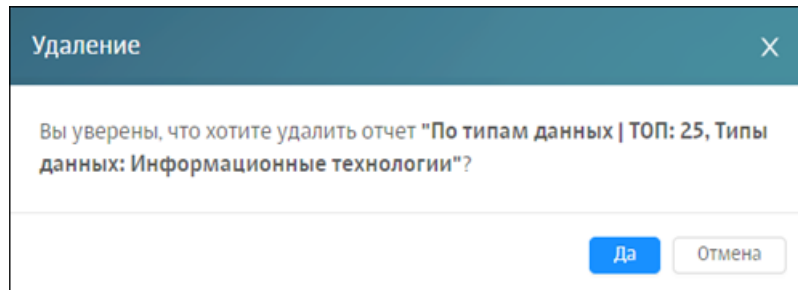 Удаление
Вы уверены, что хотите удалить отчет "По типам данных | ТОП: 25, Типы
данных: Информационные технологии"?
Да
Отмена